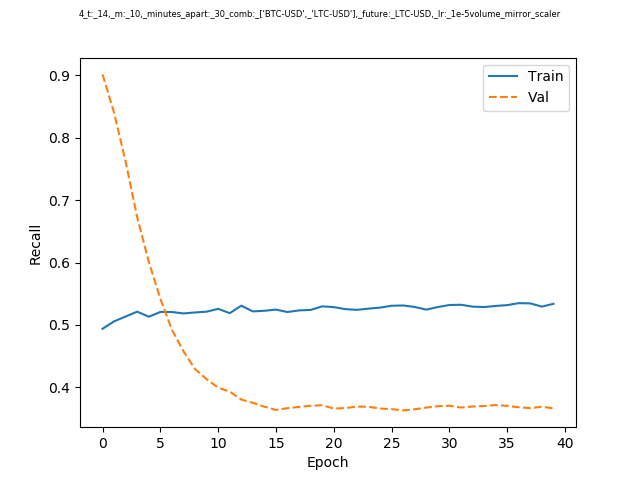 4_t:_14,_m:_10,_minutes_apart:_30_comb:_['BTC-USD',_'LTC-USD'],_future:_LTC-USD,_lr:_1e-5volume_mirror_scaler
Train
Val
0.9
0.8
0.7
0.6
0.5
0.4
Recall
0 5 10 15 20 25 30 35 40
Epoch